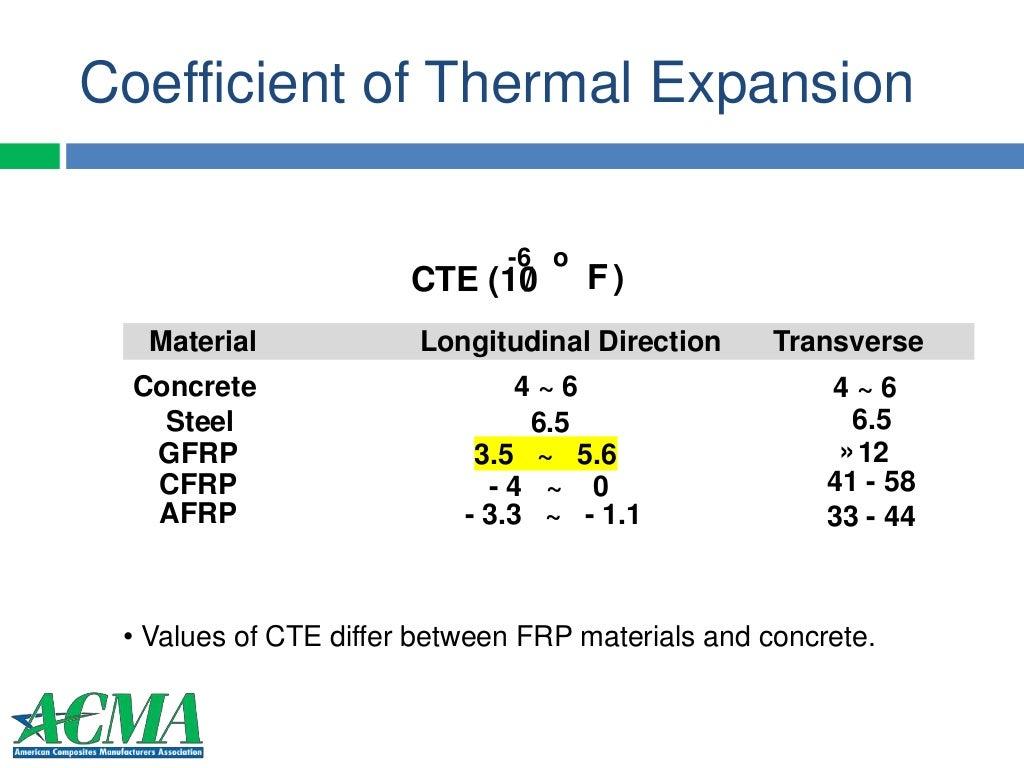 Coefficient of Thermal Expansion
CTE (10-6/ o F)
Material Longitudinal Direction Transverse
Concrete 4 ~ 6 4 ~ 6
Steel 6.5 6.5
GFRP 3.5 ~ 5.6 » 12
CFRP - 4 ~ 0 41 - 58
AFRP - 3.3 ~ - 1.1 33 - 44
• Values of CTE differ between FRP materials and concrete.
ACMA
American Composites Manufacturers Association